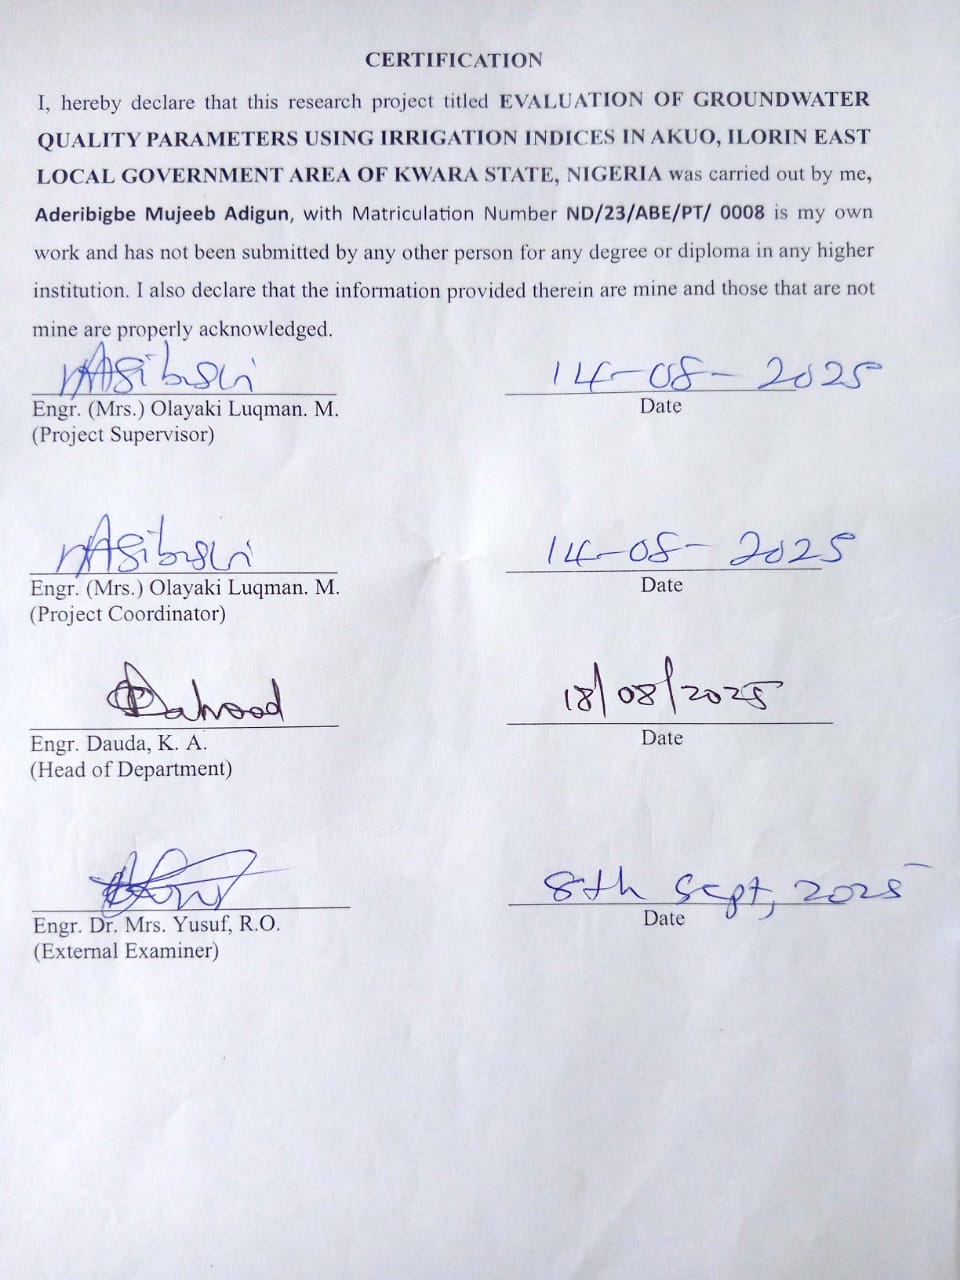 CERTIFICATION
I, hereby declare that this research project titled EVALUATION OF GROUNDWATER
QUALITY PARAMETERS USING IRRIGATION INDICES IN AKUO, ILORIN EAST
LOCAL GOVERNMENT AREA OF KWARA STATE, NIGERIA was carried out by me,
Aderibigbe Mujeeb Adigun, with Matriculation Number ND/23/ABE/PT/ 0008 is my own
work and has not been submitted by any other person for any degree or diploma in any higher
institution. I also declare that the information provided therein are mine and those that are not
mine are properly acknowledged.
14-08-2025
Engr. (Mrs.) Olayaki Luqman. M. Date
(Project Supervisor)
14-08-2025
Engr. (Mrs.) Olayaki Luqman. M. Date
(Project Coordinator)
18/08/2025
Engr. Dauda, K. A. Date
(Head of Department)
8th Sept, 2025
Engr. Dr. Mrs. Yusuf, R.O. Date
(External Examiner)